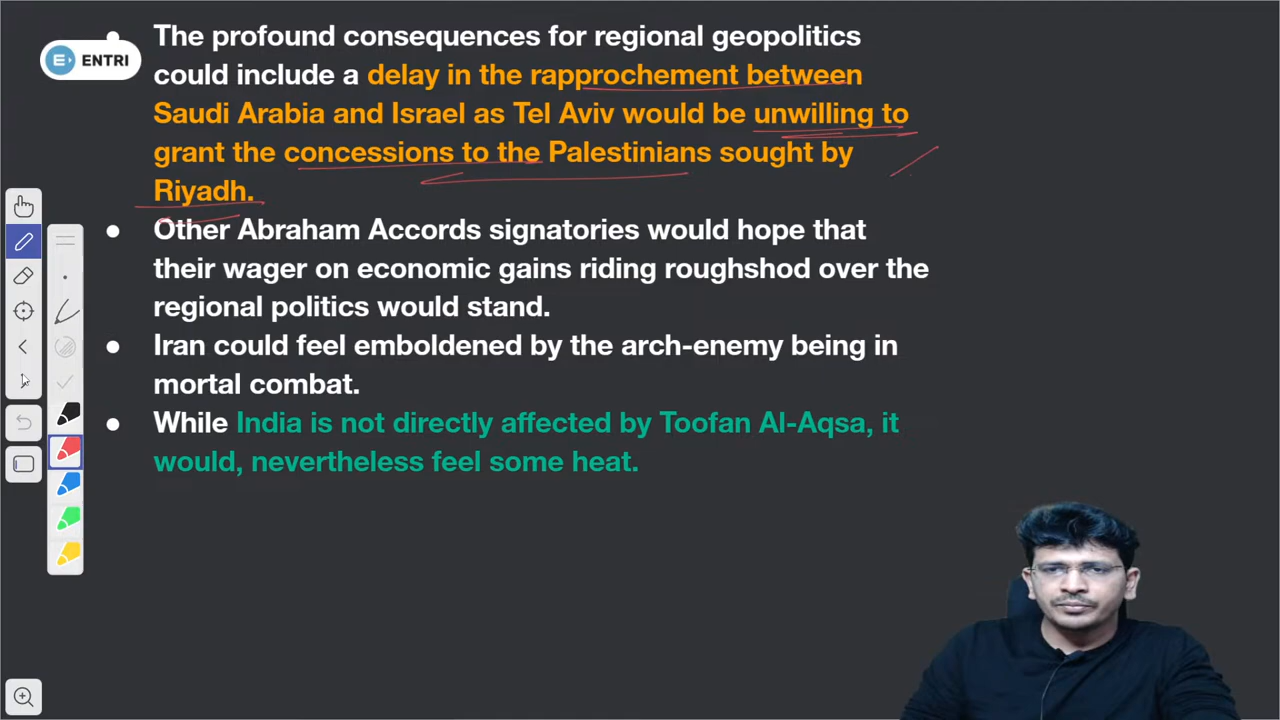 The profound consequences for regional geopolitics
E ENTRI
could include a delay in the rapprochement between
Saudi Arabia and Israel as Tel Aviv would be unwilling to
grant the concessions to the Palestinians sought by
Riyadh.
Other Abraham Accords signatories would hope that
their wager on economic gains riding roughshod over the
regional politics would stand.
Iran could feel emboldened by the arch-enemy being in
mortal combat.
While India is not directly affected by Toofan Al-Aqsa, it
would, nevertheless feel some heat.